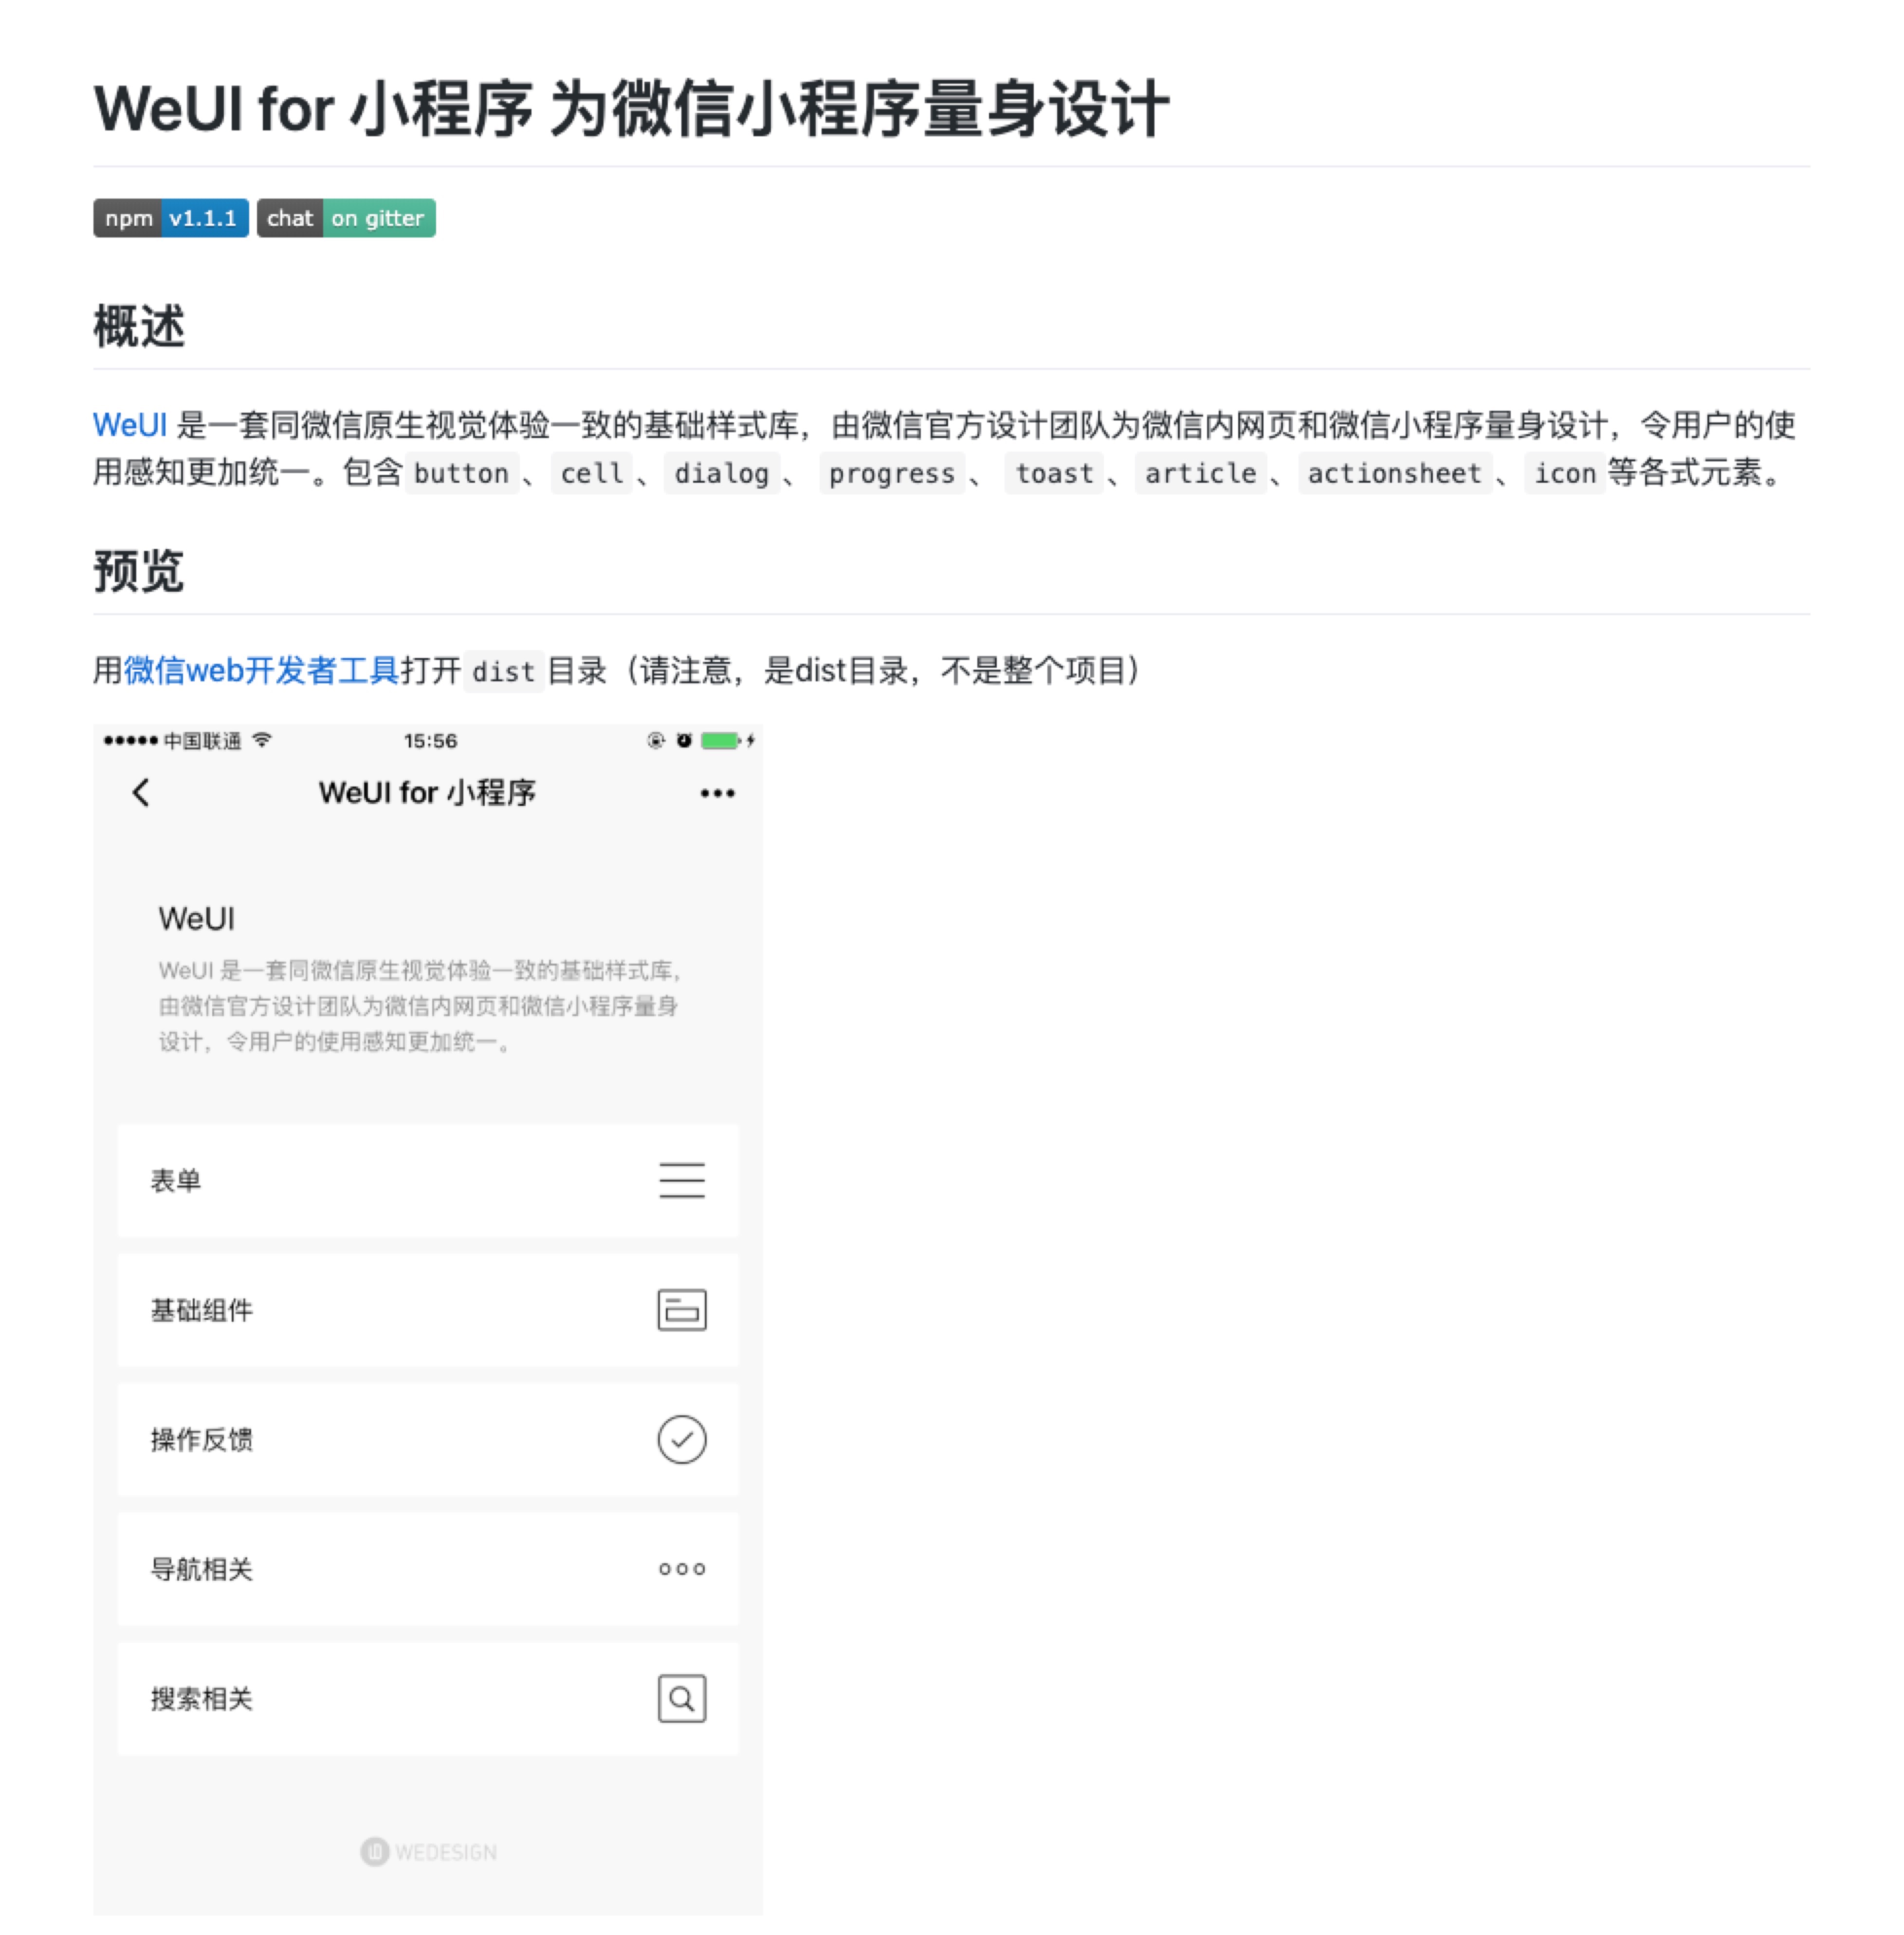 WeUI for 小程序 为微信小程序量身设计
npm v1.1.1 chat on gitter
概述
WeUI 是一套同微信原生视觉体验一致的基础样式库，由微信官方设计团队为微信内网页和微信小程序量身设计，令用户的使
用感知更加统一。包含 button 、 cell 、 dialog 、 progress 、 toast 、 article 、 actionsheet 、 icon 等各式元素。
预览
用微信web开发者工具打开 dist 目录（请注意，是dist目录，不是整个项目）
中国联通 15:56
WeUI for 小程序
WeUI
WeUI 是一套同微信原生视觉体验一致的基础样式库，
由微信官方设计团队为微信内网页和微信小程序量身
设计，令用户的使用感知更加统一。
表单
基础组件
操作反馈
导航相关
搜索相关
WEDESIGN